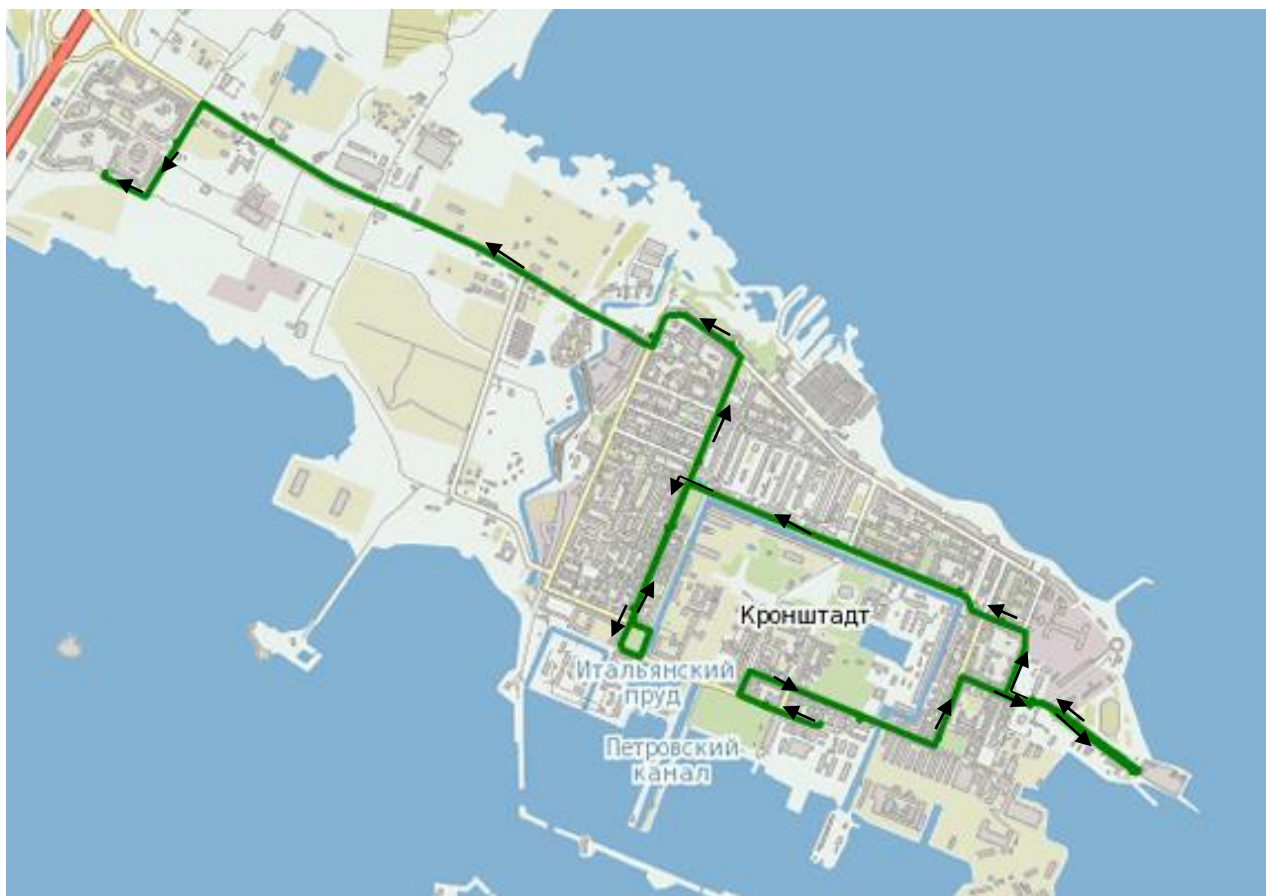 Кронштадт
Итальянский
пруд
Петровский
канал